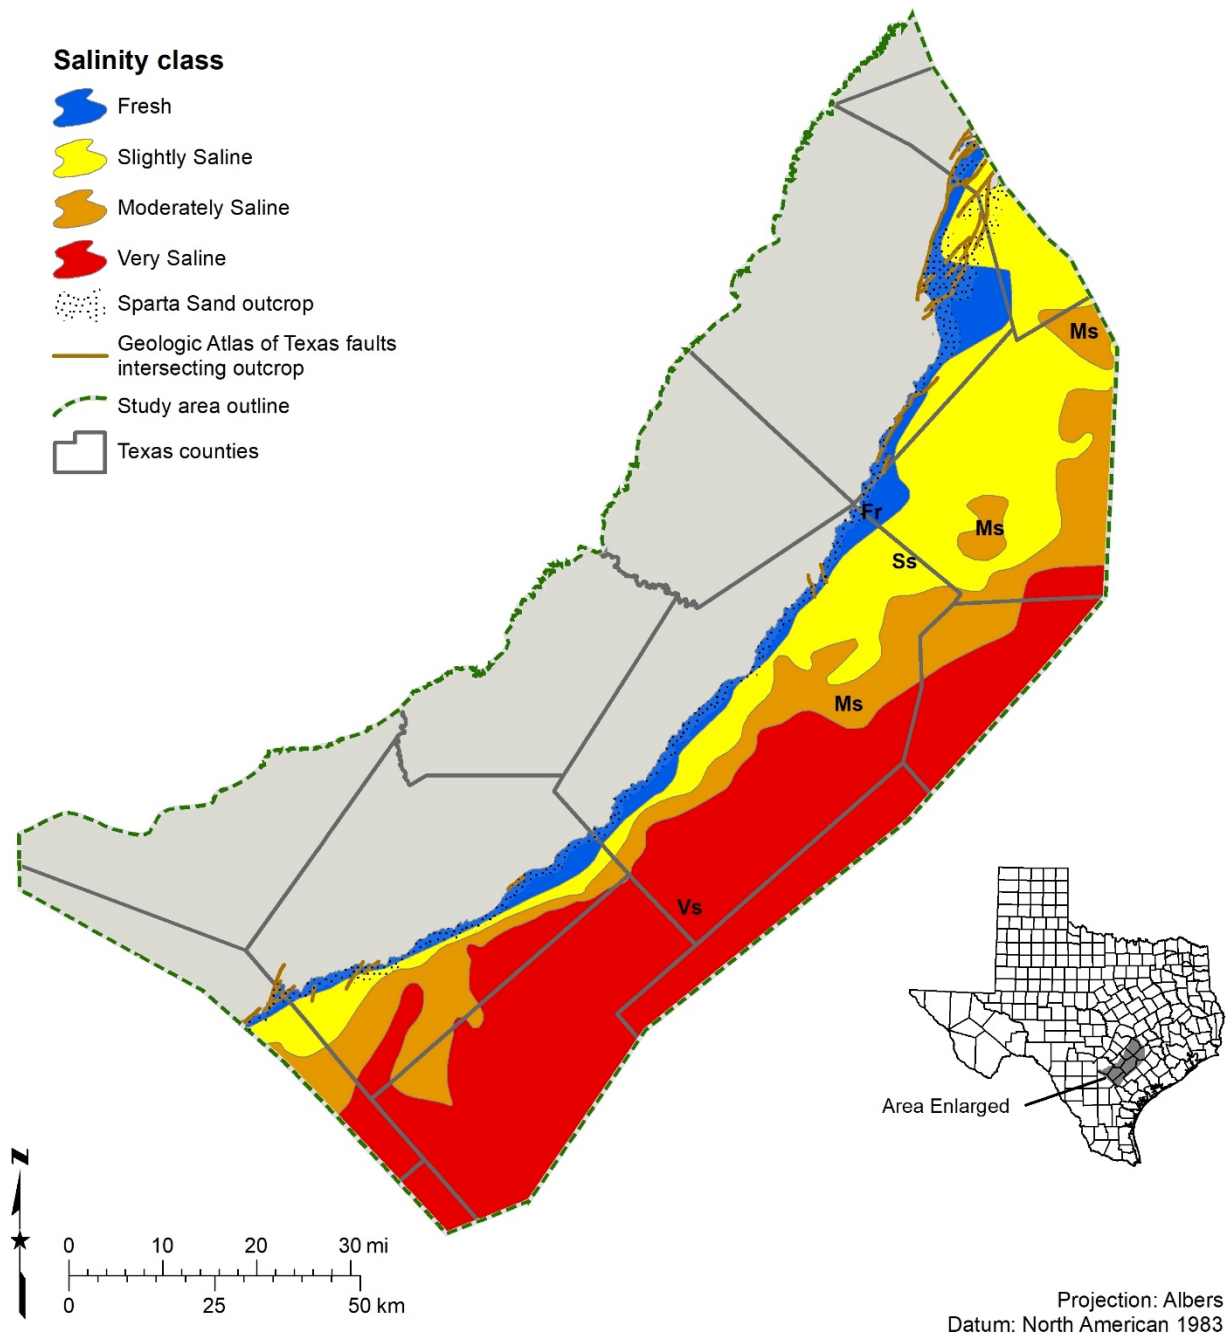 Salinity class
Fresh
Slightly Saline
Moderately Saline
Very Saline
Sparta Sand outcrop
Geologic Atlas of Texas faults
intersecting outcrop
Study area outline
Texas counties
Ms
Fr
Ms
Ss
Ms
Vs
Area Enlarged
N
0 10 20 30 mi
0 25 50 km
Projection: Albers
Datum: North American 1983